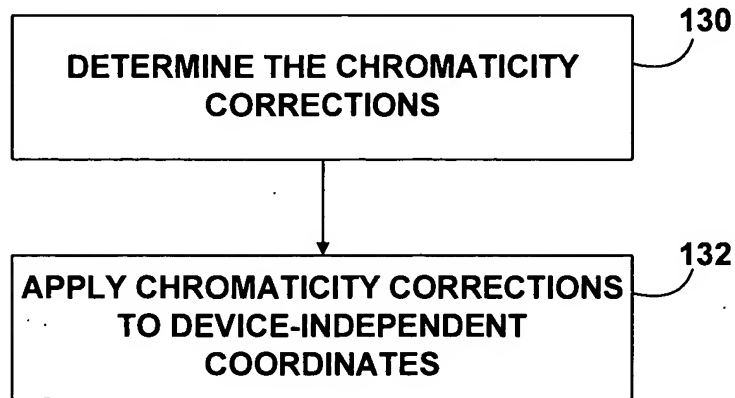 130
DETERMINE THE CHROMATICITY
CORRECTIONS
132
APPLY CHROMATICITY CORRECTIONS
TO DEVICE-INDEPENDENT
COORDINATES